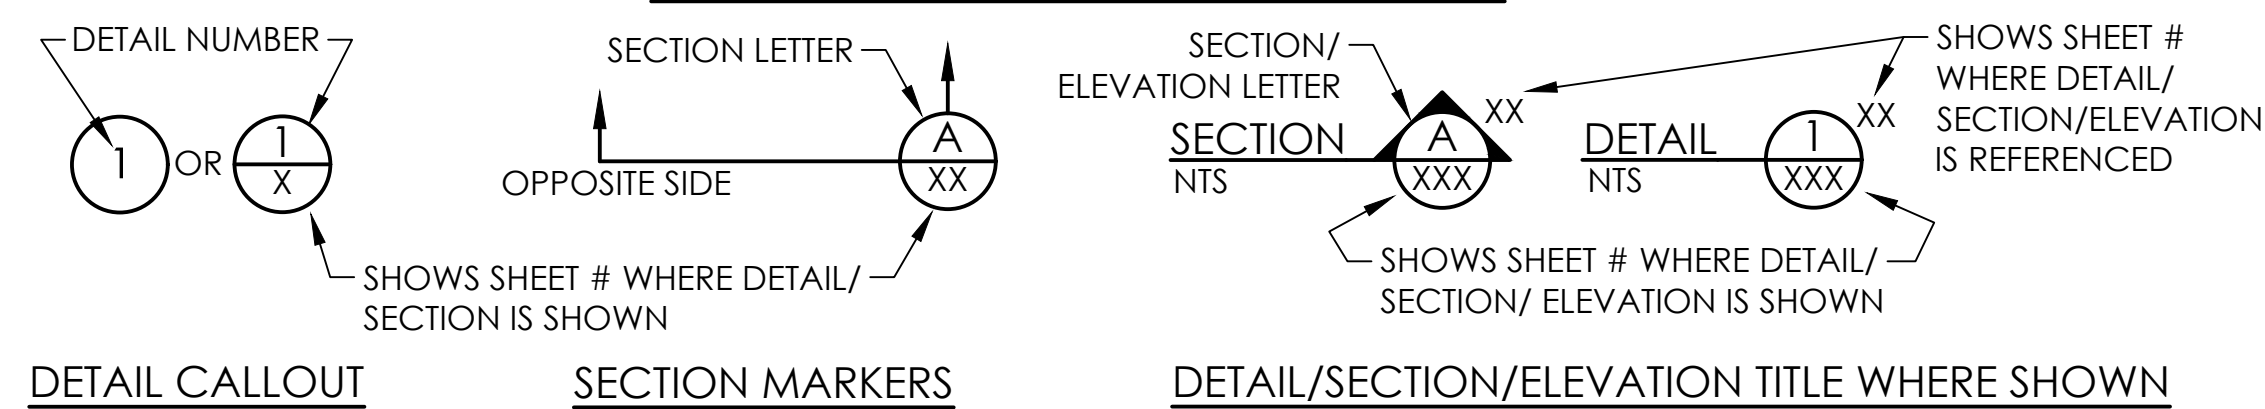 DETAIL NUMBER
1
OR
1
X
SHOWS SHEET # WHERE DETAIL/
SECTION IS SHOWN
DETAIL CALLOUT
SECTION LETTER
OPPOSITE SIDE
A
XX
SECTION MARKERS
SECTION/
ELEVATION LETTER
SECTION
NTS
A
XXX
XX
DETAIL
NTS
1
XXX
XX
SHOWS SHEET #
WHERE DETAIL/
SECTION/ELEVATION
IS REFERENCED
SHOWS SHEET # WHERE DETAIL/
SECTION/ ELEVATION IS SHOWN
DETAIL/SECTION/ELEVATION TITLE WHERE SHOWN